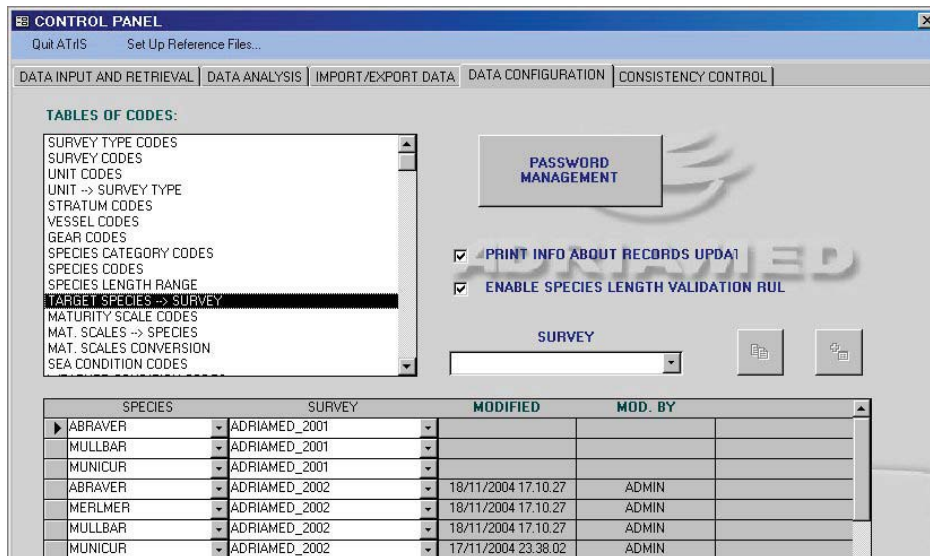 CONTROL PANEL
Quit ATrIS Set Up Reference Files...
DATA INPUT AND RETRIEVAL DATA ANALYSIS IMPORT/EXPORT DATA DATA CONFIGURATION CONSISTENCY CONTROL
TABLES OF CODES:
SURVEY TYPE CODES
SURVEY CODES
UNIT CODES
UNIT --> SURVEY TYPE
STRATUM CODES
VESSEL CODES
GEAR CODES
SPECIES CATEGORY CODES
SPECIES CODES
SPECIES LENGTH RANGE
TARGET SPECIES --> SURVEY
MATURITY SCALE CODES
MAT. SCALES --> SPECIES
MAT. SCALES CONVERSION
SEA CONDITION CODES
PASSWORD
MANAGEMENT
ADRIAMED
PRINT INFO ABOUT RECORDS UPDAT
ENABLE SPECIES LENGTH VALIDATION RUL
SURVEY
SPECIES SURVEY MODIFIED MOD. BY
ABRAVER ADRIAMED_2001
MULLBAR ADRIAMED_2001
MUNICUR ADRIAMED_2001
ABRAVER ADRIAMED_2002 18/11/2004 17.10.27 ADMIN
MERLMER ADRIAMED_2002 18/11/2004 17.10.27 ADMIN
MULLBAR ADRIAMED_2002 18/11/2004 17.10.27 ADMIN
MUNICUR ADRIAMED_2002 17/11/2004 23.38.02 ADMIN